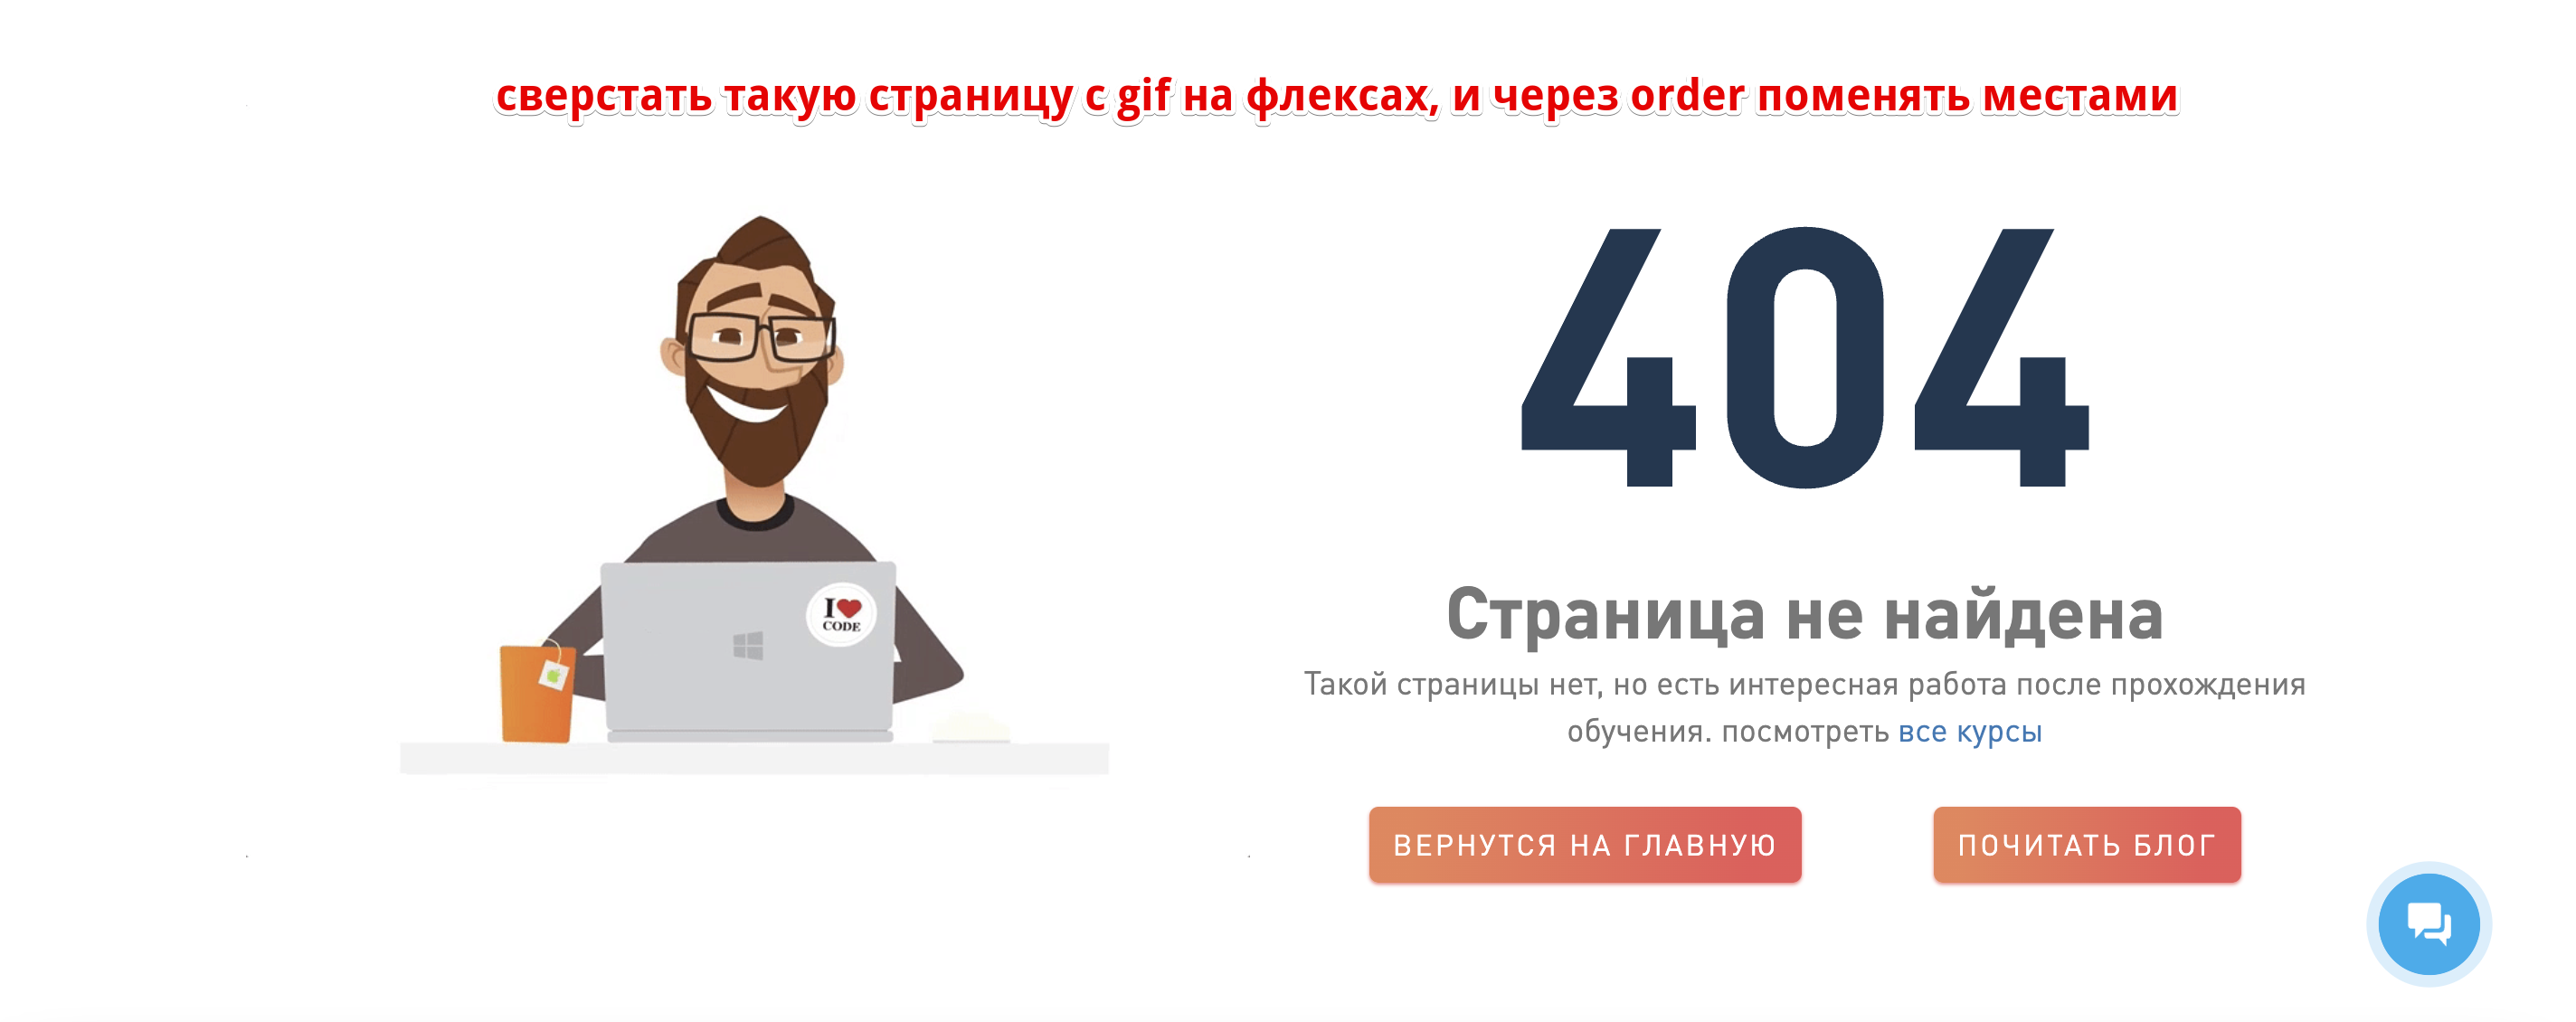 сверстать такую страницу с gif на флексах, и через order поменять местами
404
I❤
CODE
Страница не найдена
Такой страницы нет, но есть интересная работа после прохождения
обучения. посмотреть все курсы
ВЕРНУТСЯ НА ГЛАВНУЮ
ПОЧИТАТЬ БЛОГ